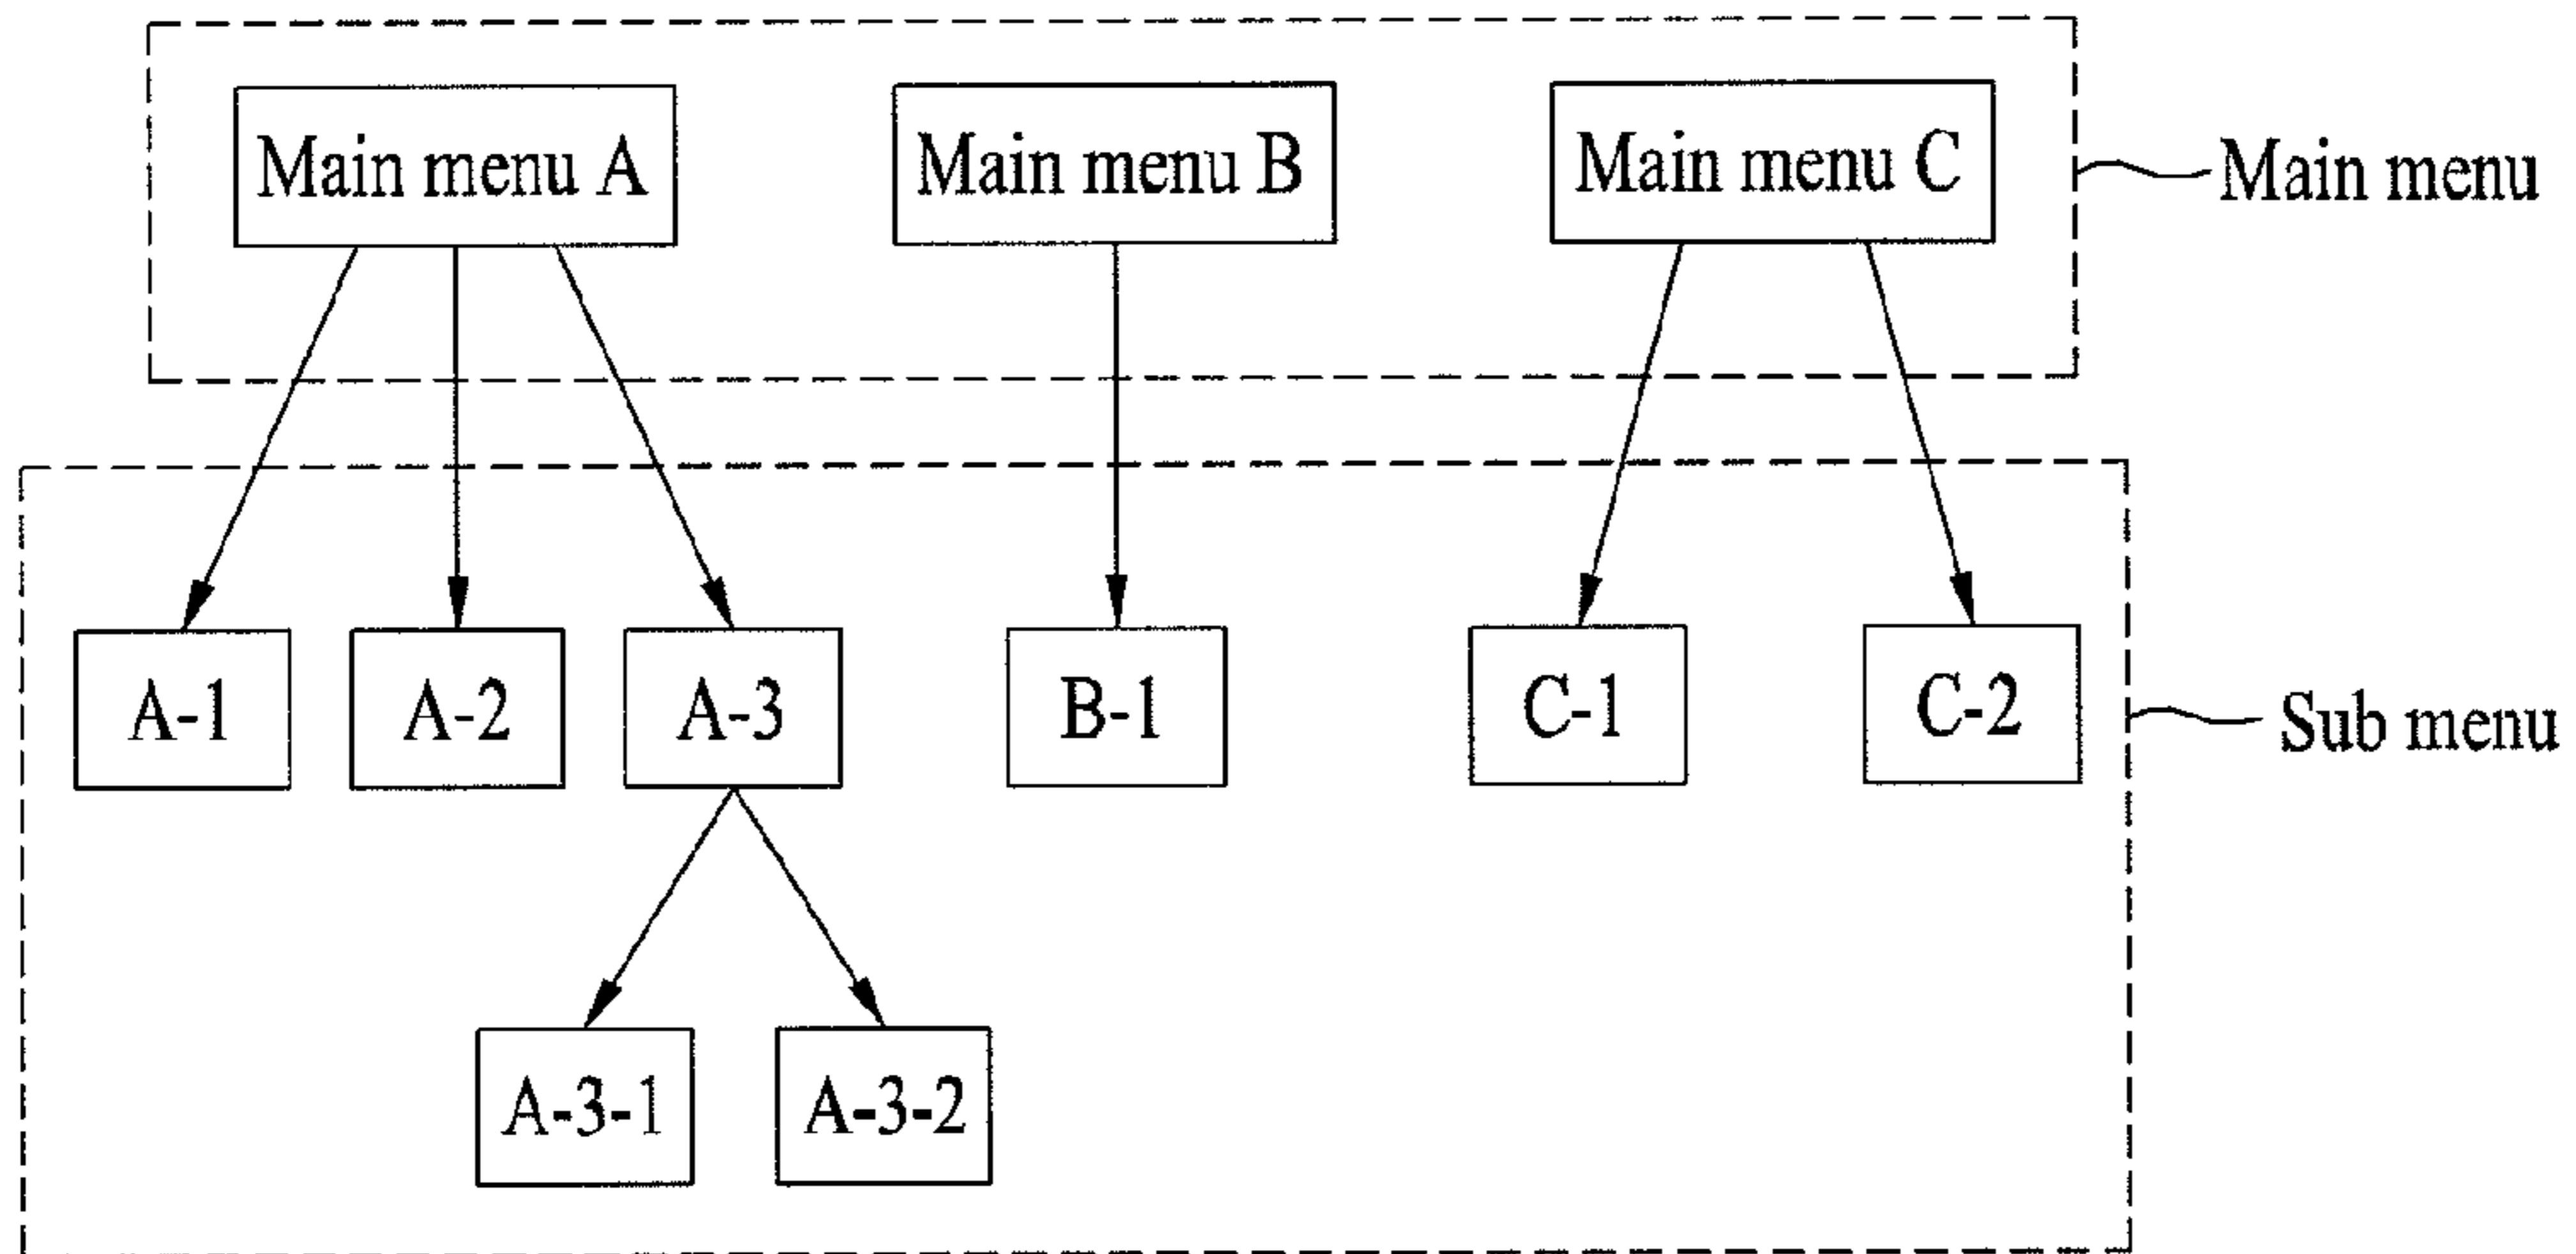 Main menu A
Main menu B
Main menu C
Main menu
A-1
A-2
A-3
B-1
C-1
C-2
Sub menu
A-3-1
A-3-2